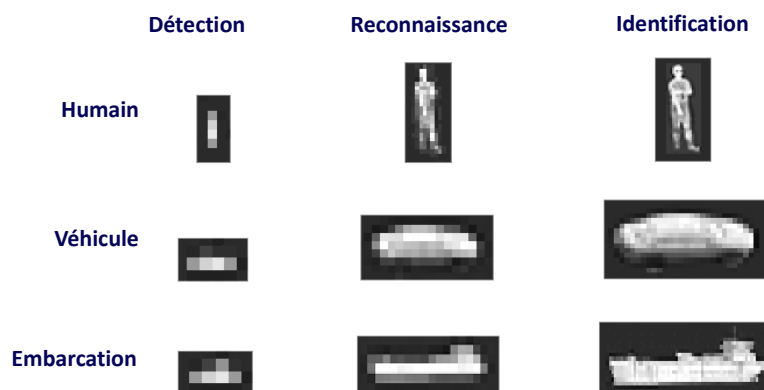 Détection Reconnaissance Identification
Humain
Véhicule
Embarcation